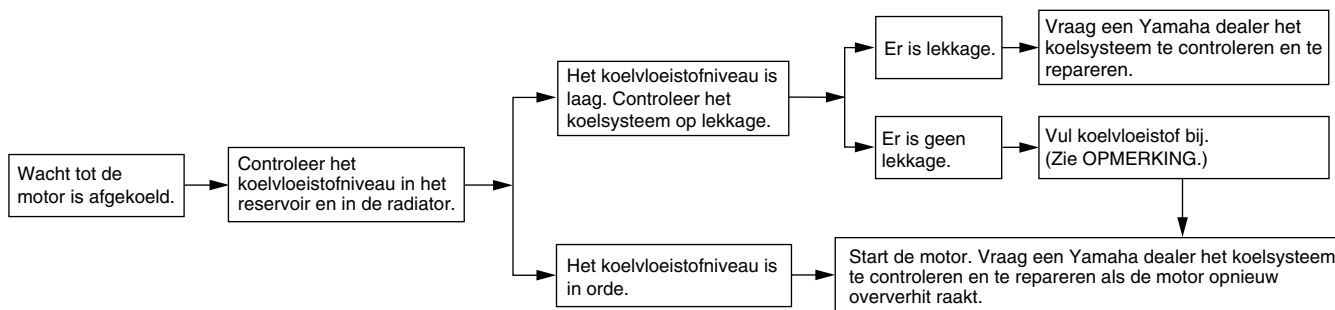 Wacht tot de
motor is afgekoeld.
Controleer het
koelvloeistofniveau in het
reservoir en in de radiator.
Het koelvloeistofniveau is
laag. Controleer het
koelsysteem op lekkage.
Er is lekkage.
Vraag een Yamaha dealer het
koelsysteem te controleren en te
repareren.
Er is geen
lekkage.
Vul koelvloeistof bij.
(Zie OPMERKING.)
Het koelvloeistofniveau is
in orde.
Start de motor. Vraag een Yamaha dealer het koelsysteem
te controleren en te repareren als de motor opnieuw
oververhit raakt.